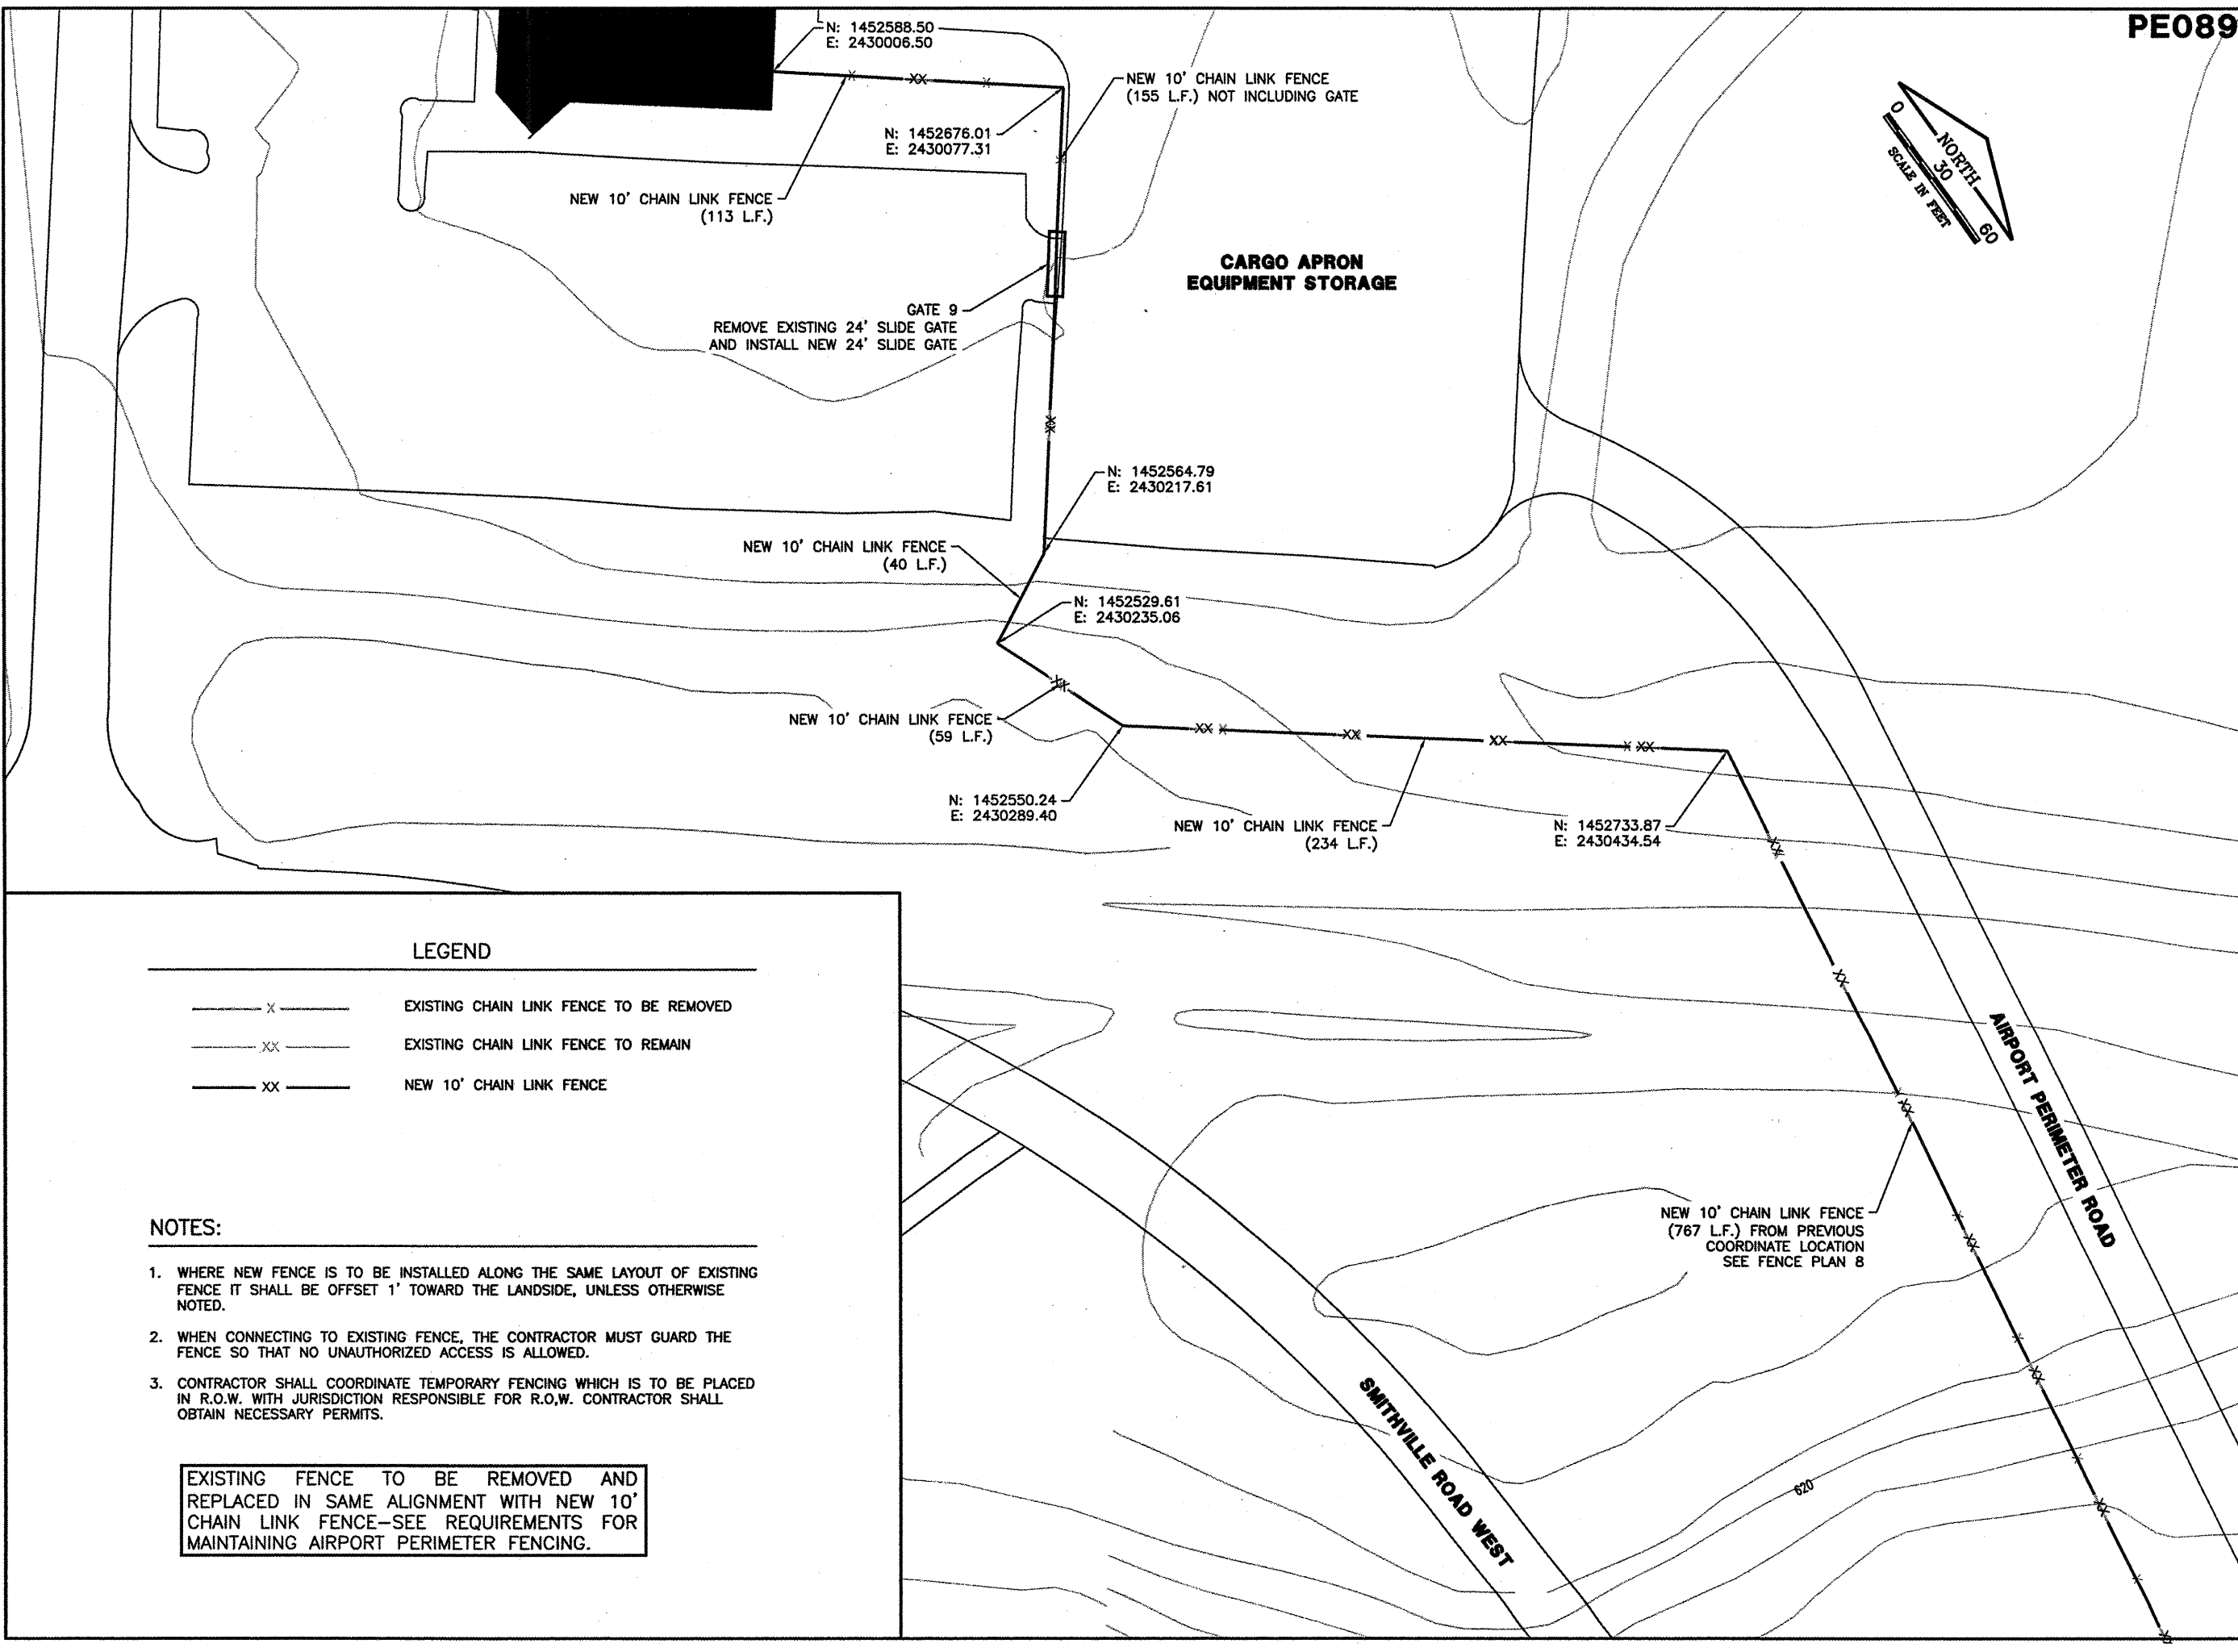 PE089
N: 1452588.50
E: 2430006.50
NEW 10' CHAIN LINK FENCE
(155 L.F.) NOT INCLUDING GATE
N: 1452676.01
E: 2430077.31
NEW 10' CHAIN LINK FENCE
(113 L.F.)
0
30
60
NORTH
SCALE IN FEET
CARGO APRON
EQUIPMENT STORAGE
GATE 9
REMOVE EXISTING 24' SLIDE GATE
AND INSTALL NEW 24' SLIDE GATE
N: 1452564.79
E: 2430217.61
NEW 10' CHAIN LINK FENCE
(40 L.F.)
N: 1452529.61
E: 2430235.06
NEW 10' CHAIN LINK FENCE
(59 L.F.)
N: 1452550.24
E: 2430289.40
NEW 10' CHAIN LINK FENCE
(234 L.F.)
N: 1452733.87
E: 2430434.54
AIRPORT PERIMETER ROAD
NEW 10' CHAIN LINK FENCE
(767 L.F.) FROM PREVIOUS
COORDINATE LOCATION
SEE FENCE PLAN 8
SMITHVILLE ROAD WEST
620
LEGEND
X EXISTING CHAIN LINK FENCE TO BE REMOVED
XX EXISTING CHAIN LINK FENCE TO REMAIN
XX NEW 10' CHAIN LINK FENCE
NOTES:
1. WHERE NEW FENCE IS TO BE INSTALLED ALONG THE SAME LAYOUT OF EXISTING
FENCE IT SHALL BE OFFSET 1' TOWARD THE LANDSIDE, UNLESS OTHERWISE
NOTED.
2. WHEN CONNECTING TO EXISTING FENCE, THE CONTRACTOR MUST GUARD THE
FENCE SO THAT NO UNAUTHORIZED ACCESS IS ALLOWED.
3. CONTRACTOR SHALL COORDINATE TEMPORARY FENCING WHICH IS TO BE PLACED
IN R.O.W. WITH JURISDICTION RESPONSIBLE FOR R.O.W. CONTRACTOR SHALL
OBTAIN NECESSARY PERMITS.
EXISTING FENCE TO BE REMOVED AND
REPLACED IN SAME ALIGNMENT WITH NEW 10'
CHAIN LINK FENCE-SEE REQUIREMENTS FOR
MAINTAINING AIRPORT PERIMETER FENCING.